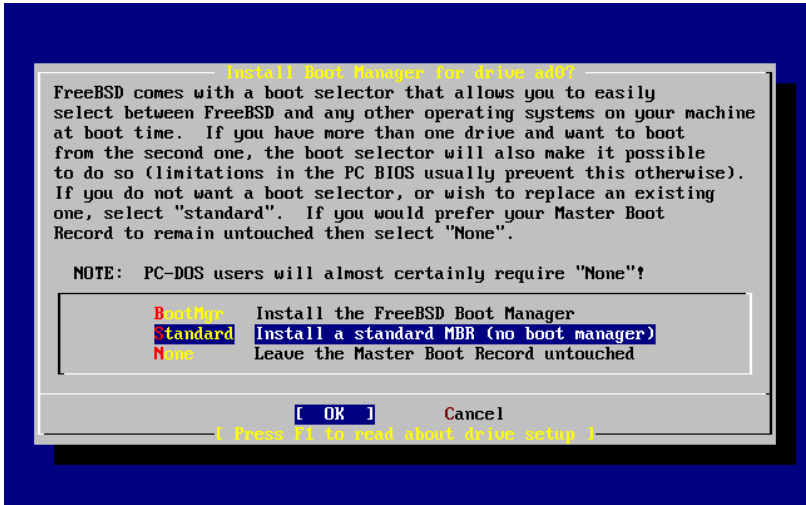 Install Boot Manager for drive ad0?
FreeBSD comes with a boot selector that allows you to easily
select between FreeBSD and any other operating systems on your machine
at boot time.  If you have more than one drive and want to boot
from the second one, the boot selector will also make it possible
to do so (limitations in the PC BIOS usually prevent this otherwise).
If you do not want a boot selector, or wish to replace an existing
one, select "standard".  If you would prefer your Master Boot
Record to remain untouched then select "None".
NOTE:  PC-DOS users will almost certainly require "None"!
BootMgr   Install the FreeBSD Boot Manager
Standard  Install a standard MBR (no boot manager)
None      Leave the Master Boot Record untouched
[  OK  ]       Cancel
[ Press F1 to read about drive setup ]